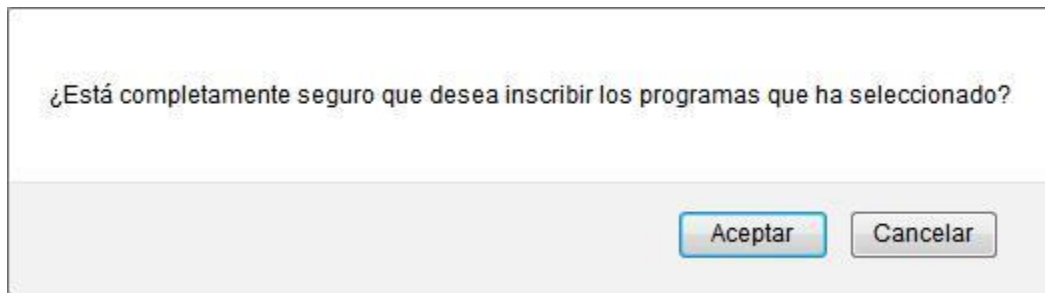 ¿Está completamente seguro que desea inscribir los programas que ha seleccionado?
Aceptar Cancelar